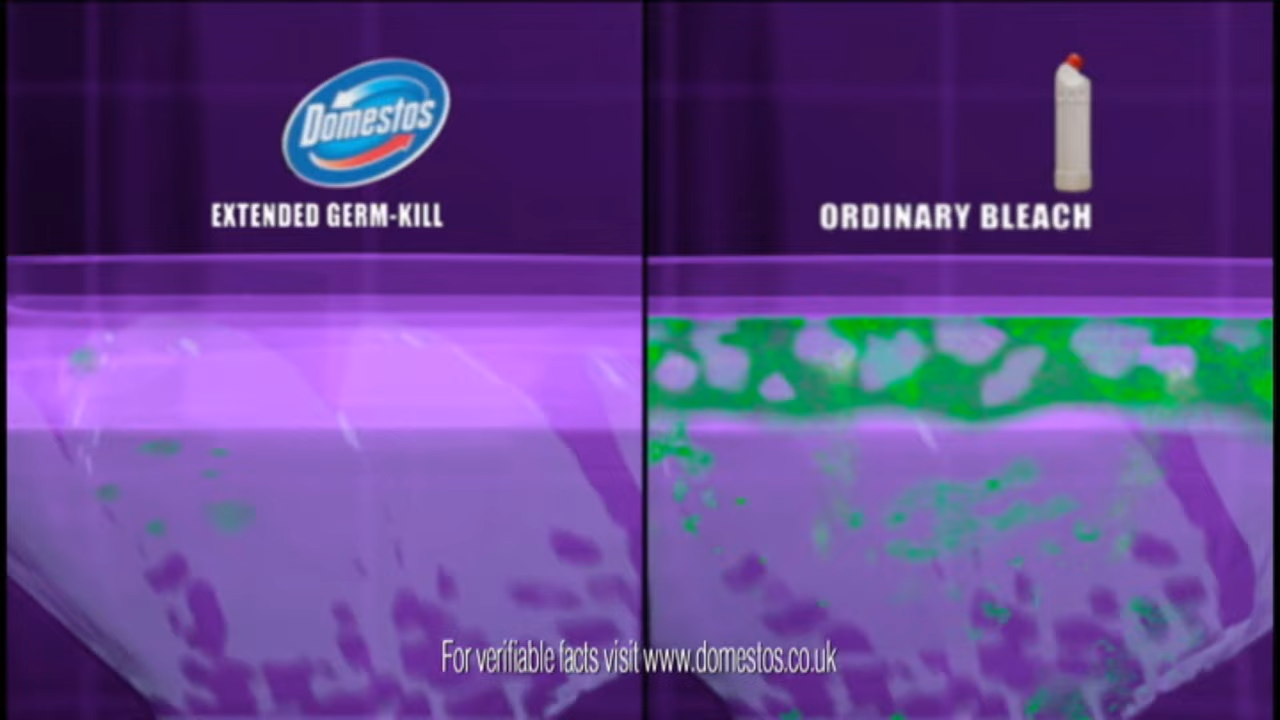 Domestos
EXTENDED GERM-KILL
ORDINARY BLEACH
For verifiable facts visit www.domestos.co.uk